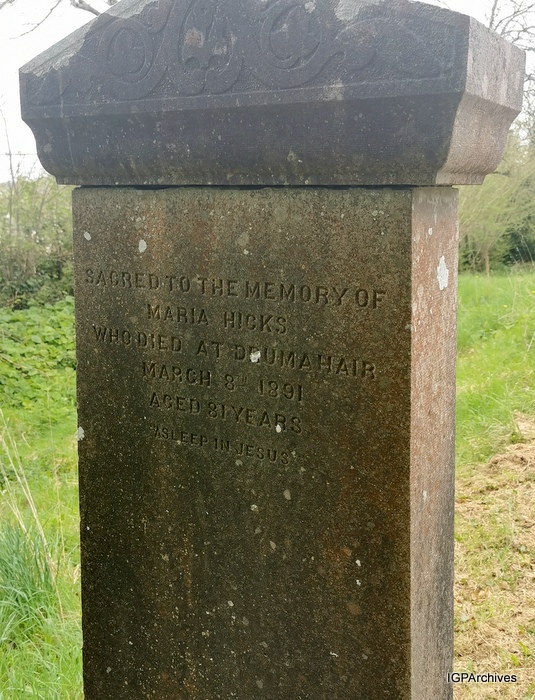 SACRED TO THE MEMORY OF
MARIA HICKS
WHO DIED AT DRUMAHAIR
MARCH 8TH 1891
AGED 81 YEARS
ASLEEP IN JESUS
IGPArchives